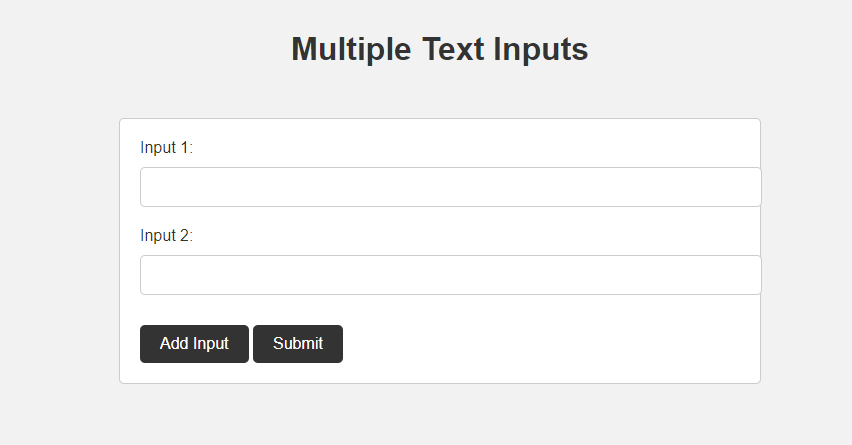 Multiple Text Inputs
Input 1:
Input 2:
Add Input Submit